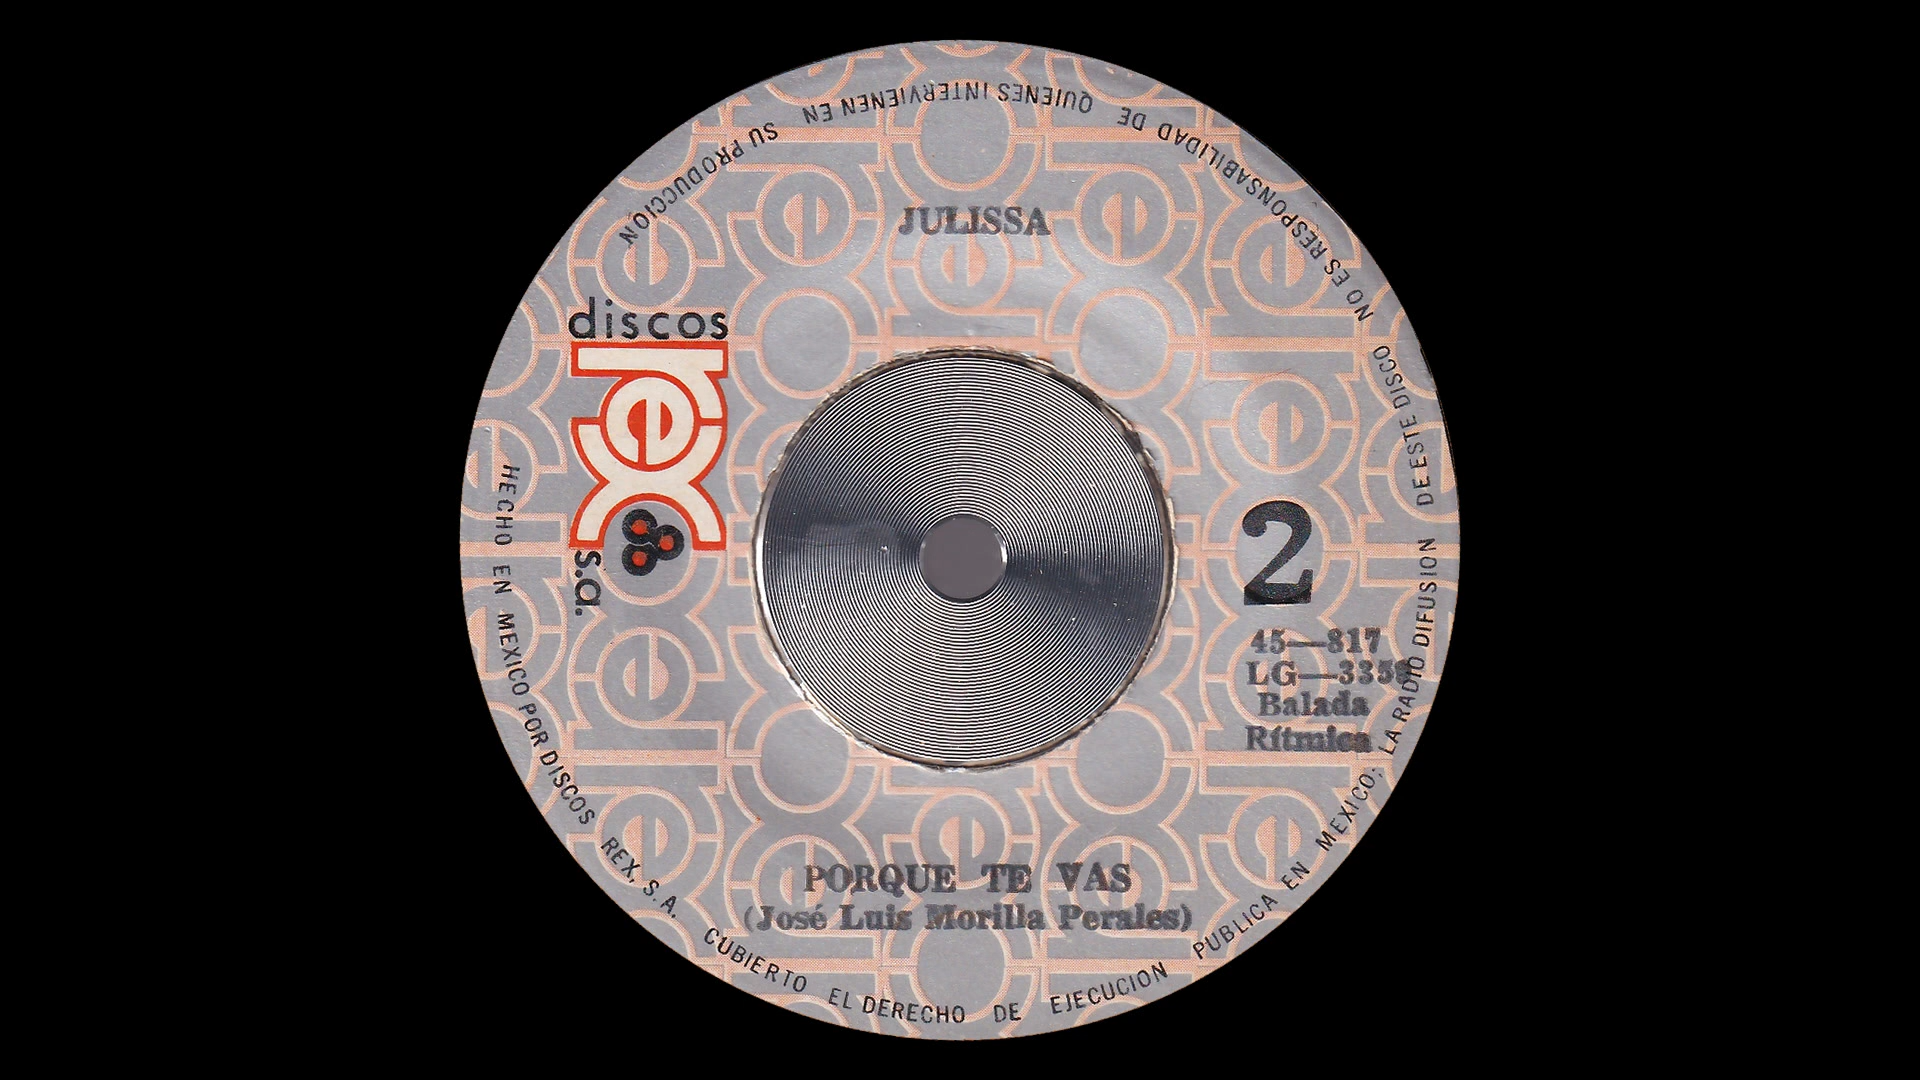 JULISSA
discos
rex
s.a.
2
45—817
LG—335
Balada
Rítmica
PORQUE TE VAS
(José Luis Morilla Perales)
HECHO EN MEXICO POR DISCOS REX, S.A. CUBIERTO EL DERECHO DE EJECUCION PUBLICA EN MEXICO; LA RADIO DIFUSION DE ESTE DISCO NO ES RESPONSABILIDAD DE QUIENES INTERVIENEN EN SU PRODUCCION